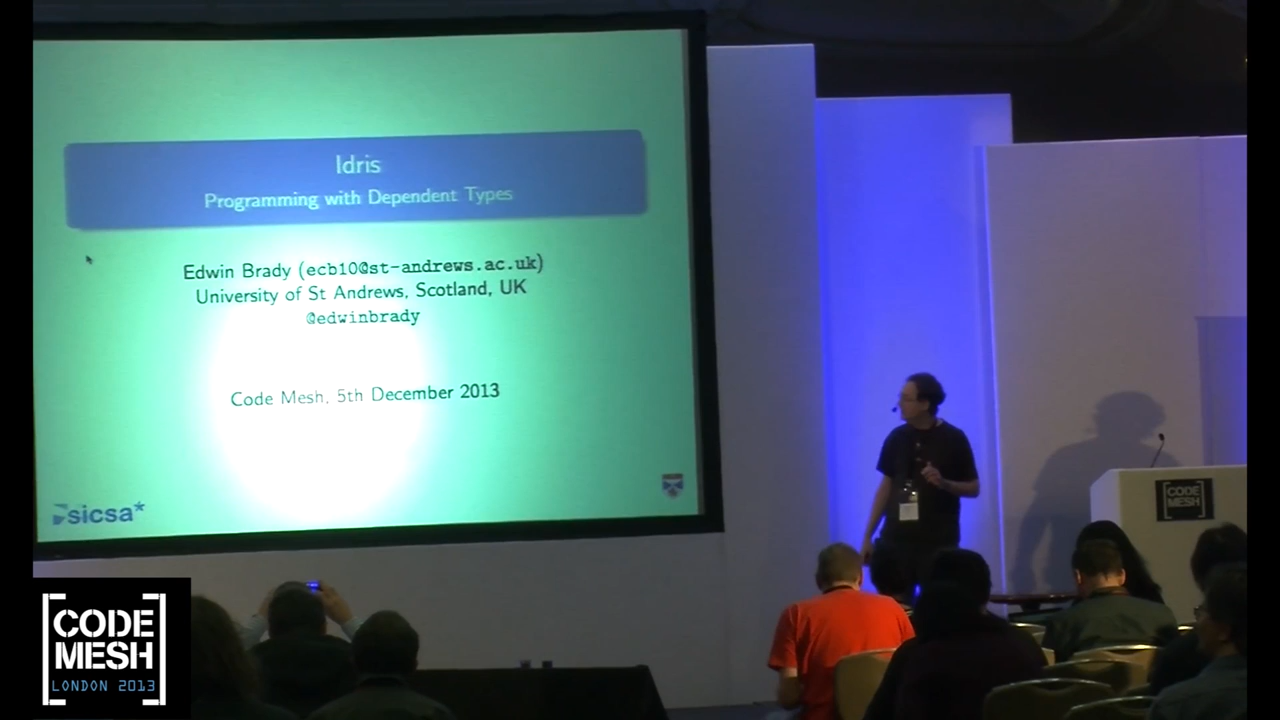 Idris
Programming with Dependent Types
Edwin Brady (ecb10@st-andrews.ac.uk)
University of St Andrews, Scotland, UK
@edwinbrady
Code Mesh, 5th December 2013
sicsa*
CODE
MESH
CODE
MESH
LONDON 2013